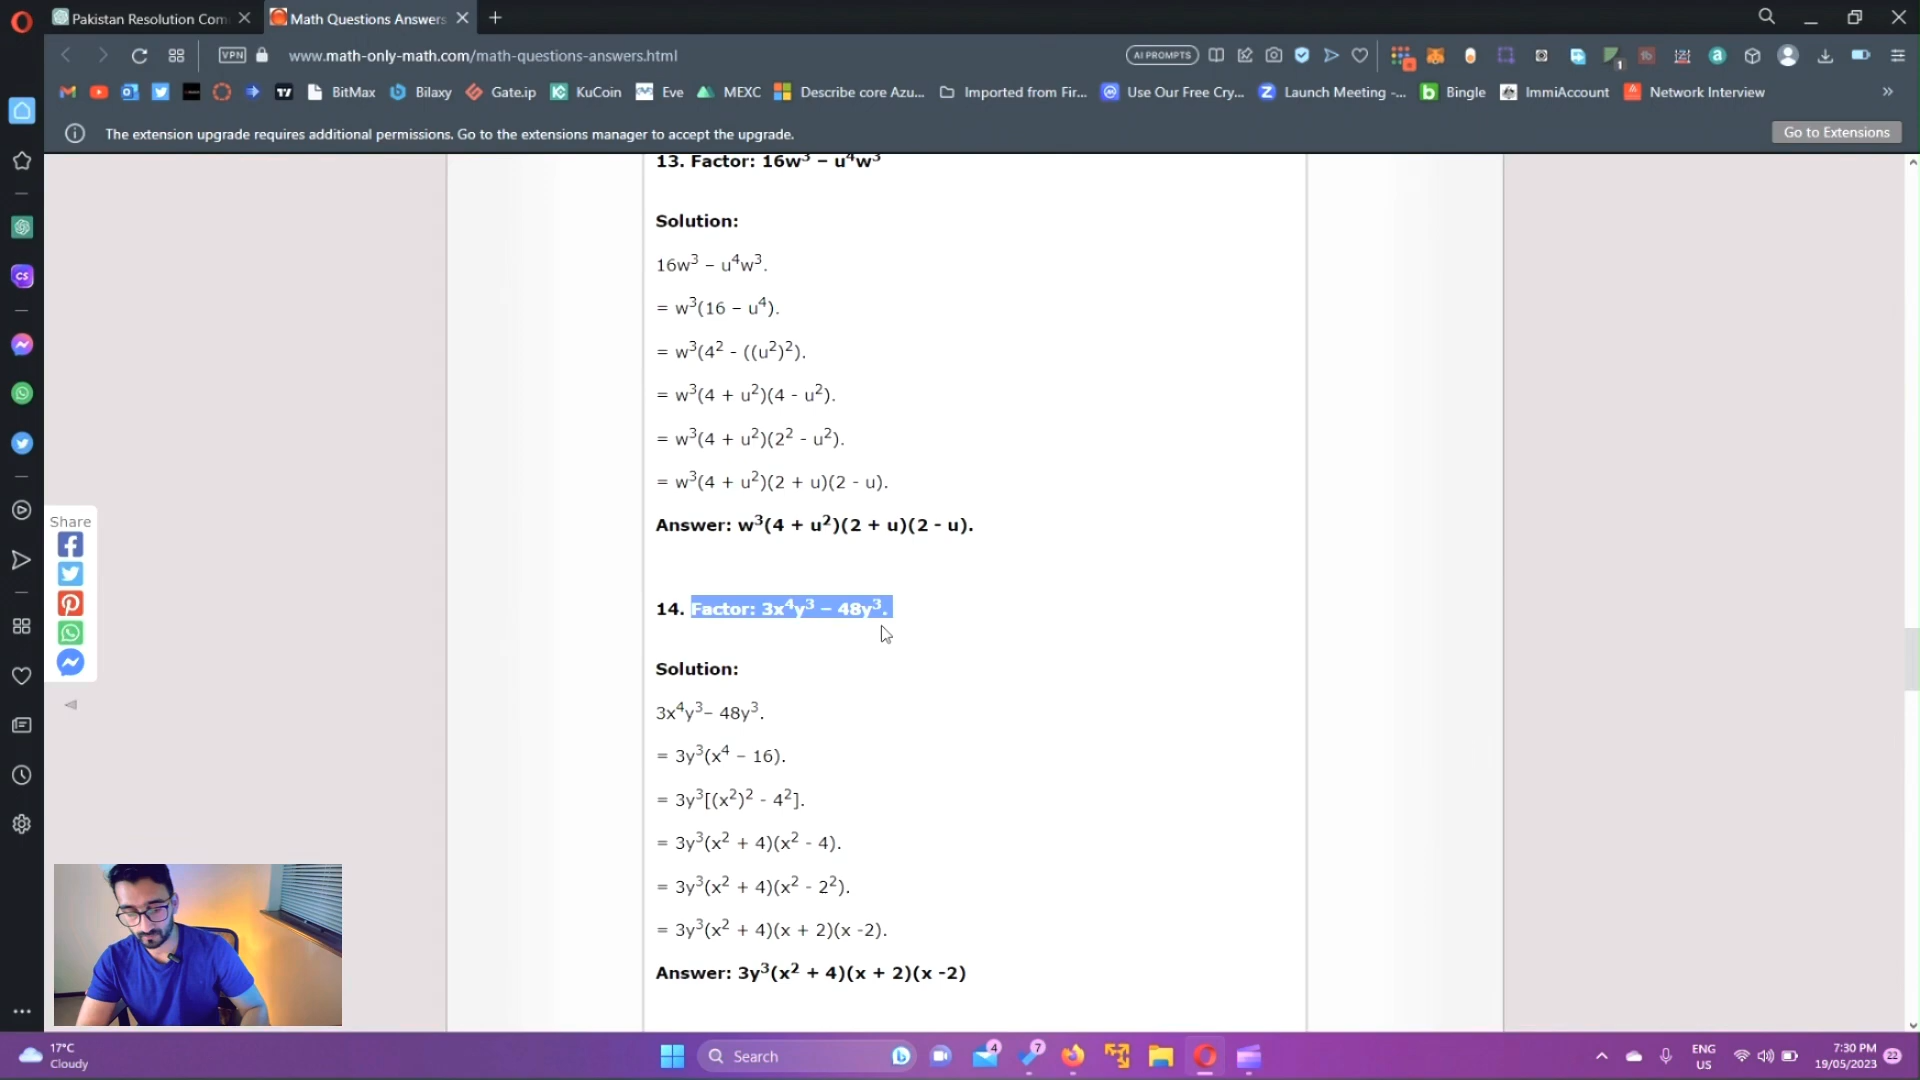 Pakistan Resolution Com
Math Questions Answers
VPN
www.math-only-math.com/math-questions-answers.html
AI PROMPTS
1
BitMax
Bilaxy
Gate.ip
KuCoin
Eve
MEXC
Describe core Azu...
Imported from Fir...
Use Our Free Cry...
Launch Meeting -...
Bingle
ImmiAccount
Network Interview
The extension upgrade requires additional permissions. Go to the extensions manager to accept the upgrade.
Go to Extensions
CS
13. Factor: 16w³ – u⁴w³
Solution:
16w³ – u⁴w³.
= w³(16 – u⁴).
= w³(4² - ((u²)²).
= w³(4 + u²)(4 - u²).
= w³(4 + u²)(2² - u²).
= w³(4 + u²)(2 + u)(2 - u).
Answer: w³(4 + u²)(2 + u)(2 - u).
Share
14. Factor: 3x⁴y³ – 48y³.
Solution:
3x⁴y³– 48y³.
= 3y³(x⁴ – 16).
= 3y³[(x²)² - 4²].
= 3y³(x² + 4)(x² - 4).
= 3y³(x² + 4)(x² - 2²).
= 3y³(x² + 4)(x + 2)(x -2).
Answer: 3y³(x² + 4)(x + 2)(x -2)
17°C
Cloudy
Search
4
7
ENG
US
7:30 PM
19/05/2023
22